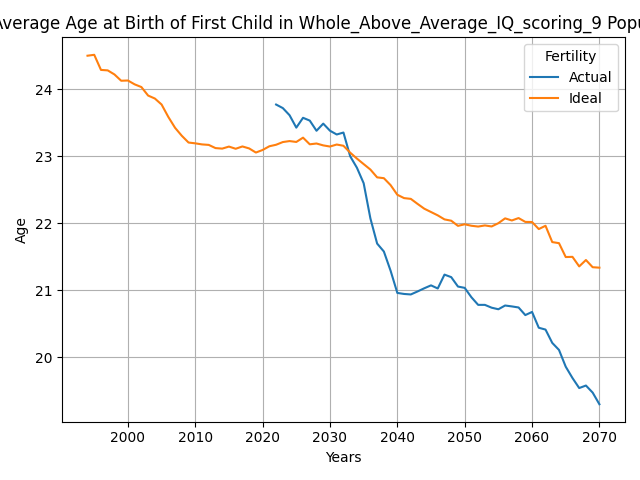 Average Age at Birth of First Child in Whole_Above_Average_IQ_scoring_9 Popu
Fertility
Actual
Ideal
24
23
22
21
20
Age
2000 2010 2020 2030 2040 2050 2060 2070
Years